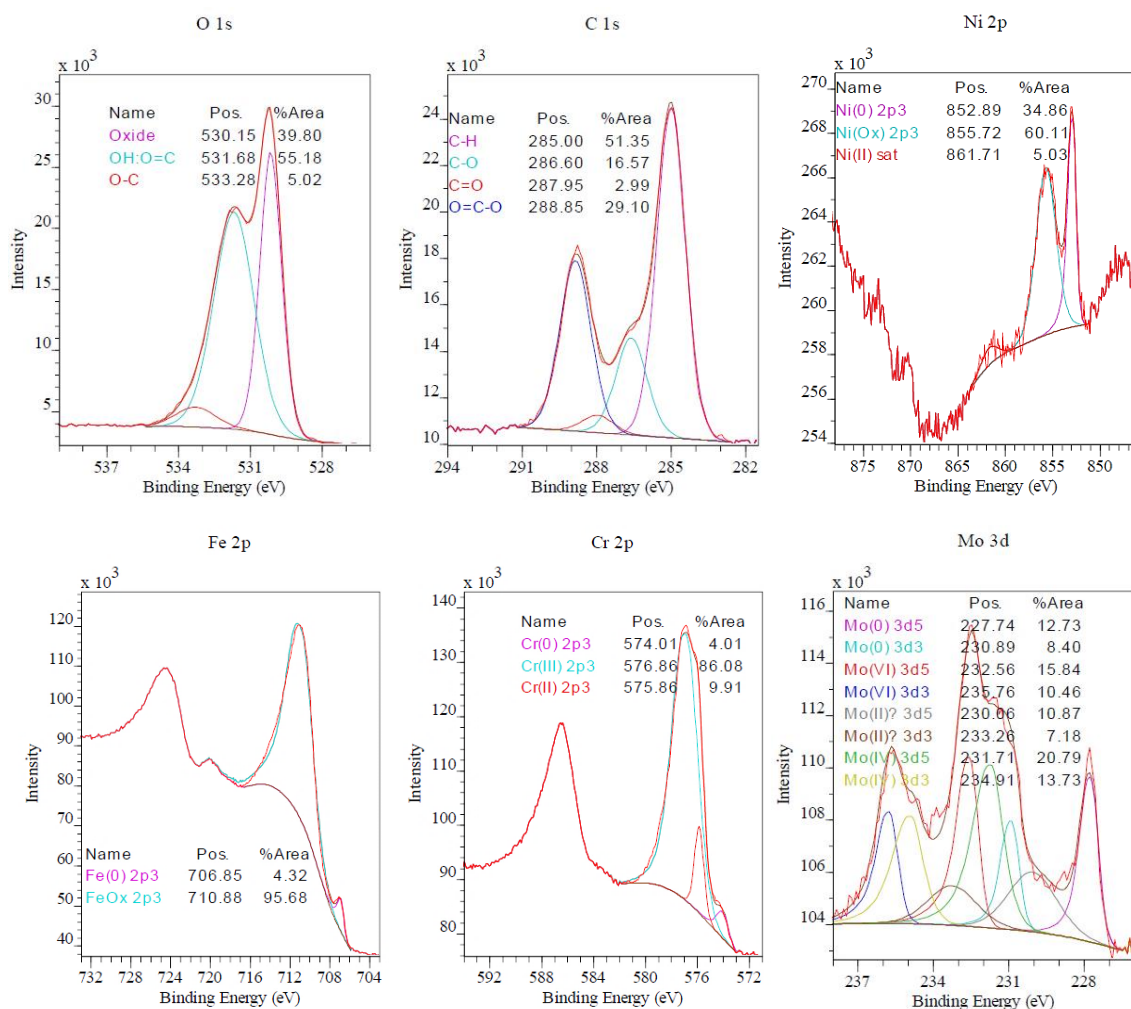 O 1s
x 10³
Name Pos. %Area
Oxide 530.15 39.80
OH:O=C 531.68 55.18
O-C 533.28 5.02
30
25
20
15
10
5
Intensity
537 534 531 528
Binding Energy (eV)
C 1s
x 10³
Name Pos. %Area
C-H 285.00 51.35
C-O 286.60 16.57
C=O 287.95 2.99
O=C-O 288.85 29.10
24
22
20
18
16
14
12
10
Intensity
294 291 288 285 282
Binding Energy (eV)
Ni 2p
x 10³
Name Pos. %Area
Ni(0) 2p3 852.89 34.86
Ni(Ox) 2p3 855.72 60.11
Ni(II) sat 861.71 5.03
270
268
266
264
262
260
258
256
254
Intensity
875 870 865 860 855 850
Binding Energy (eV)
Fe 2p
x 10³
120
110
100
90
80
70
60
50
40
Intensity
Name Pos. %Area
Fe(0) 2p3 706.85 4.32
FeOx 2p3 710.88 95.68
732 728 724 720 716 712 708 704
Binding Energy (eV)
Cr 2p
x 10³
Name Pos. %Area
Cr(0) 2p3 574.01 4.01
Cr(III) 2p3 576.86 86.08
Cr(II) 2p3 575.86 9.91
140
130
120
110
100
90
80
Intensity
592 588 584 580 576 572
Binding Energy (eV)
Mo 3d
x 10³
Name Pos. %Area
Mo(0) 3d5 227.74 12.73
Mo(0) 3d3 230.89 8.40
Mo(VI) 3d5 232.56 15.84
Mo(VI) 3d3 235.76 10.46
Mo(II)? 3d5 10.87
Mo(II)? 3d3 233.26 7.18
Mo(IV) 3d5 231.71 20.79
Mo(IV) 3d3 234.91 13.73
116
114
112
110
108
106
104
Intensity
237 234 231 228
Binding Energy (eV)